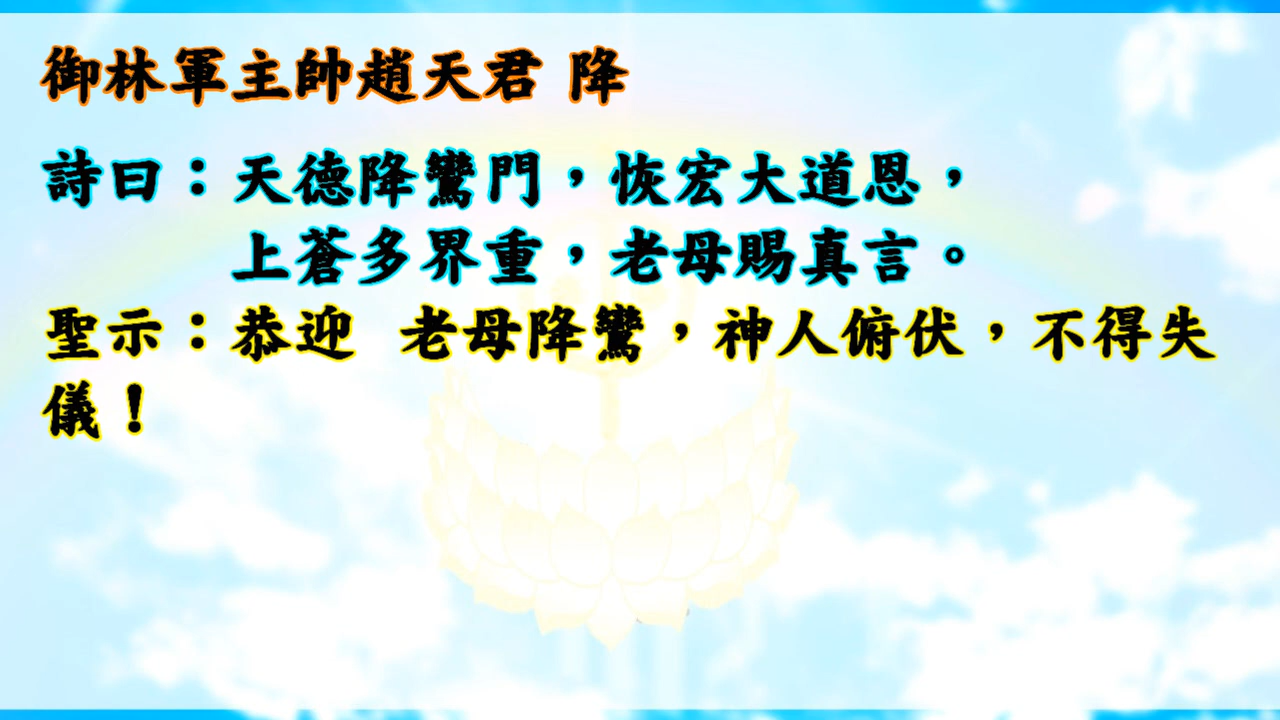 御林軍主帥趙天君 降
詩曰：天德降鸞門，恢宏大道恩，
上蒼多界重，老母賜真言。
聖示：恭迎 老母降鸞，神人俯伏，不得失
儀！